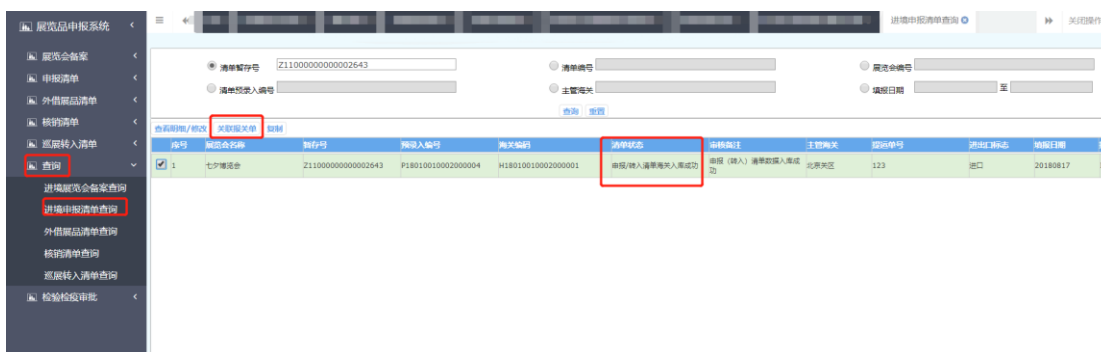 展览品申报系统
进境申报清单查询
关闭操作
展览会备案
申报清单
外借展品清单
核销清单
巡展转入清单
查询
进境展览会备案查询
进境申报清单查询
外借展品清单查询
核销清单查询
巡展转入清单查询
检验检疫审批
清单暂存号 Z11000000000002643 清单编号 展览会编号
清单预录入编号 主管海关 填报日期 至
查询 重置
查看明细/修改 关联报关单 复制
序号 展览会名称 暂存号 预录入编号 海关编码 清单状态 审核备注 主管海关 提运单号 进出口标志 填报日期
1 七夕博览会 Z11000000000002643 P18010010002000004 H18010010002000001 申报/转入清单海关入库成功 申报（转入）清单数据入库成功 北京关区 123 进口 20180817